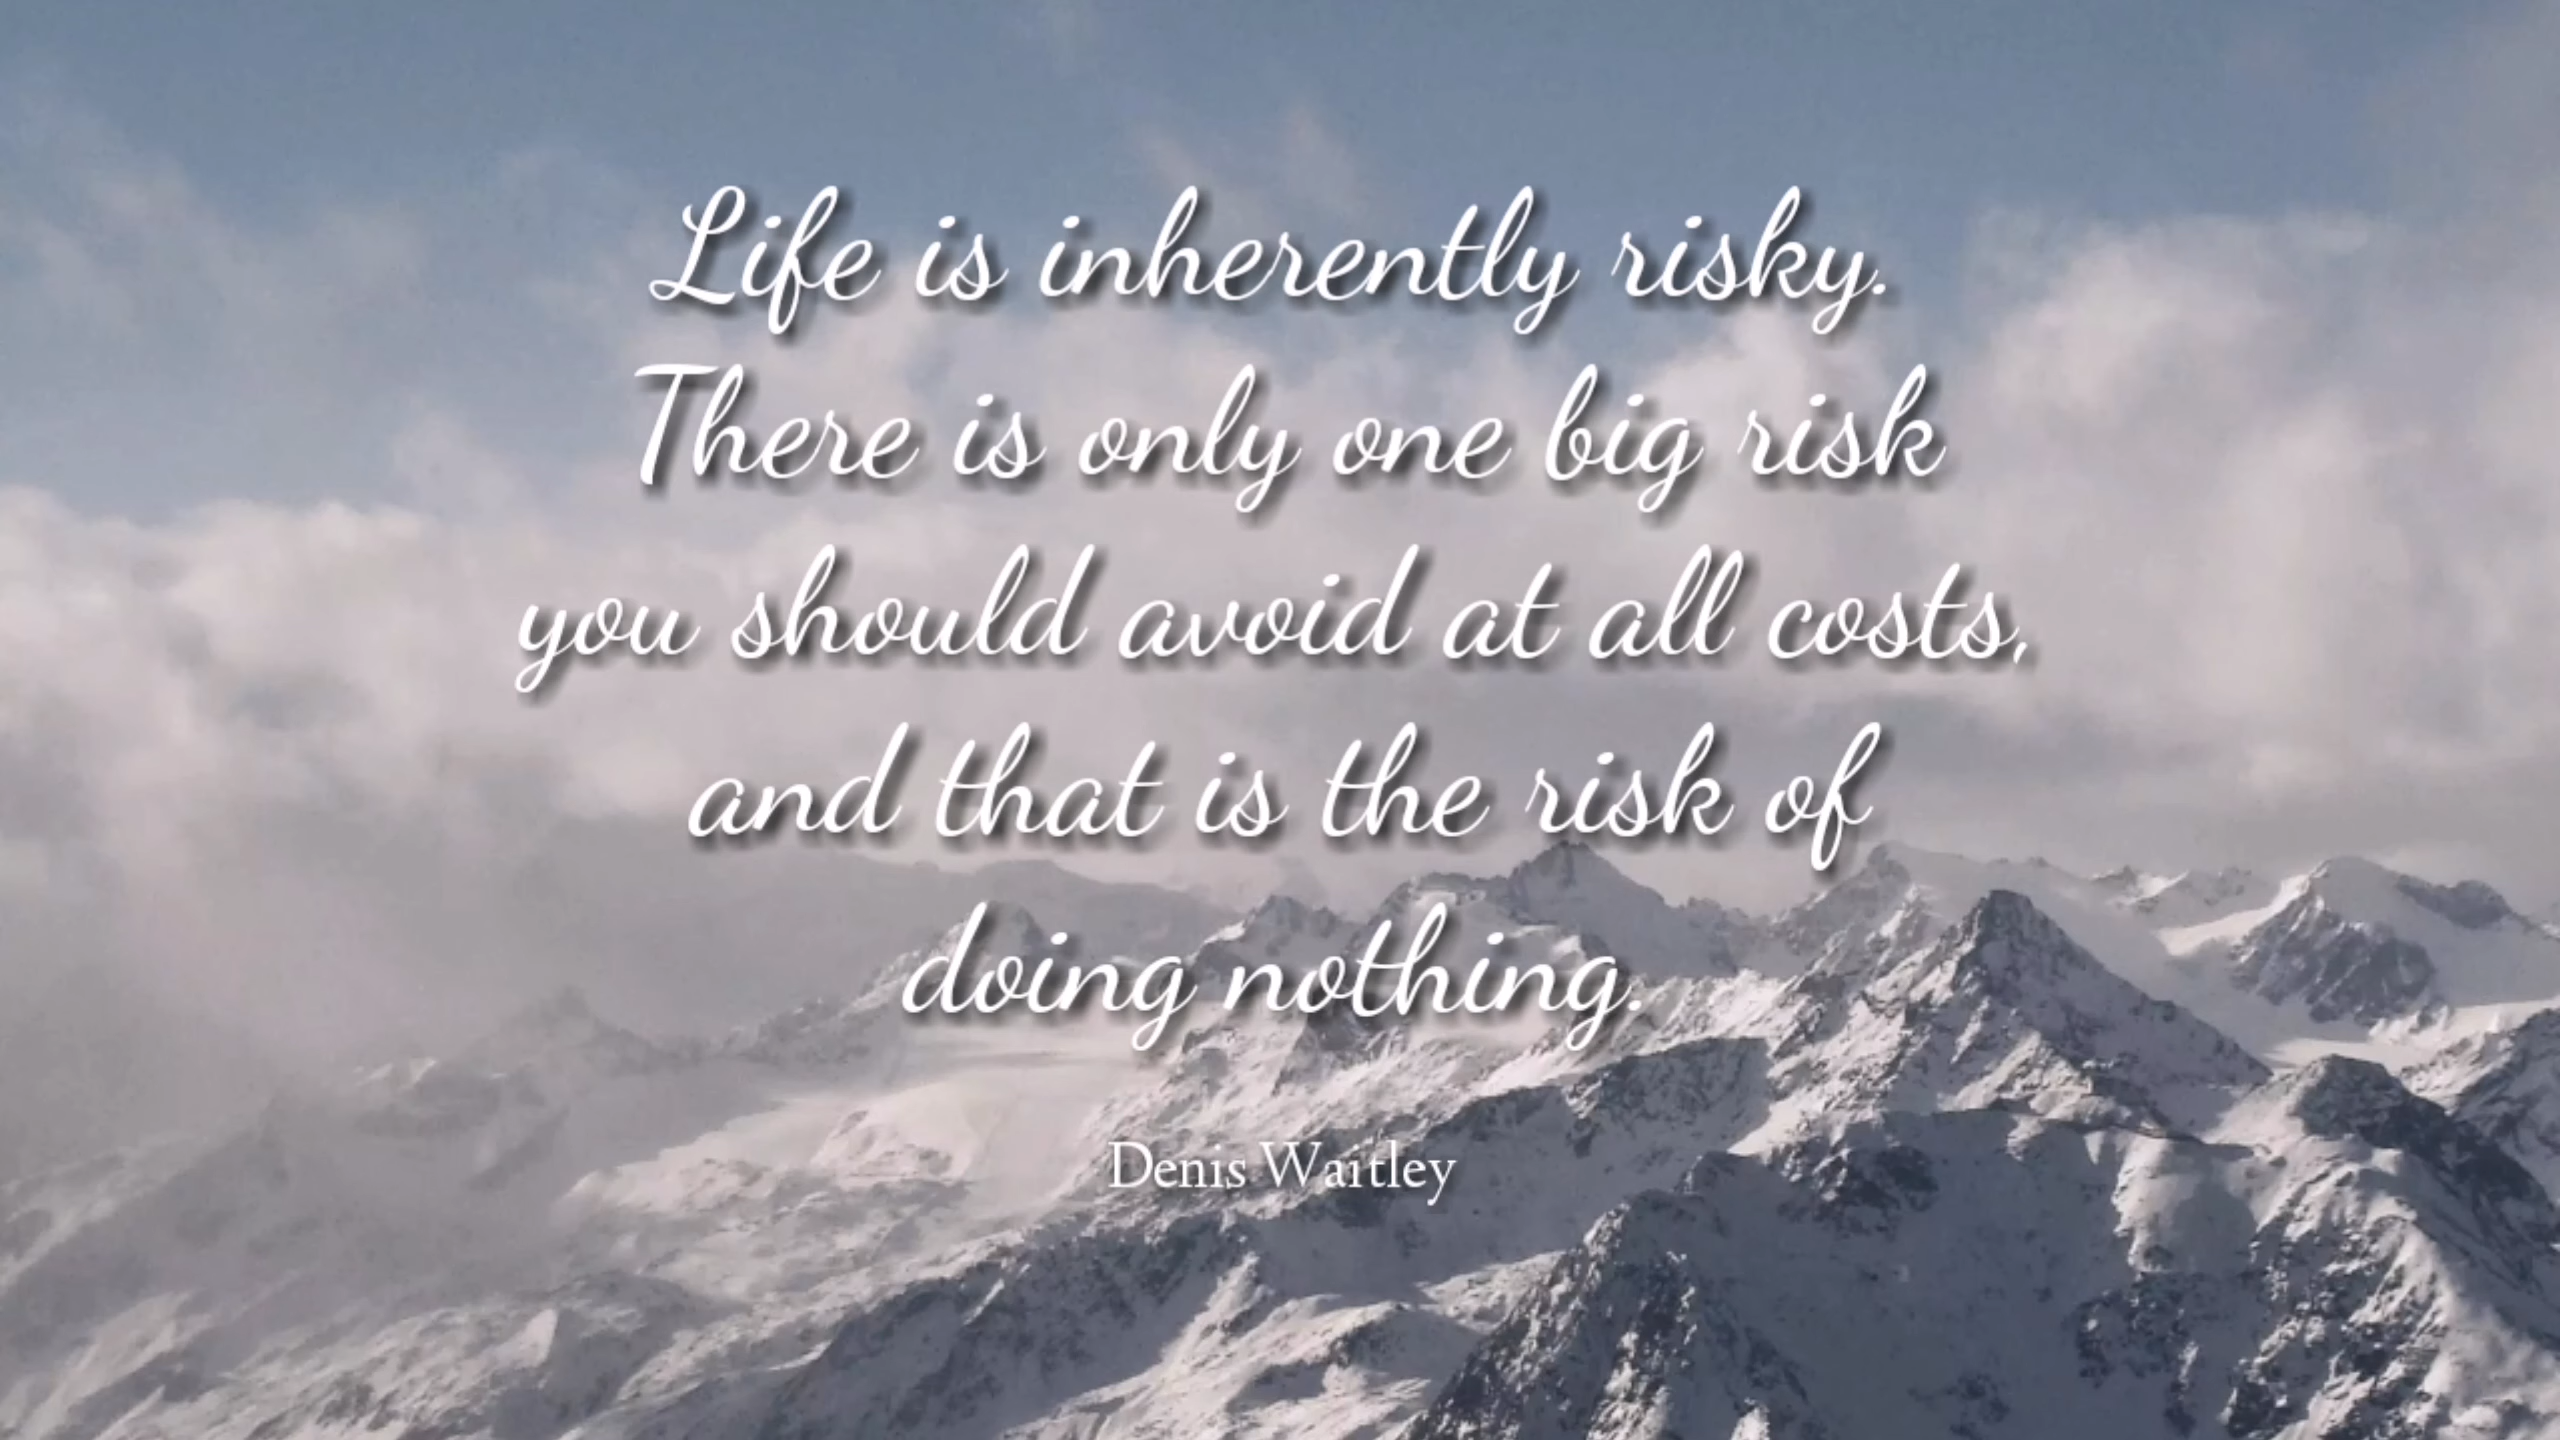 Life is inherently risky.
There is only one big risk
you should avoid at all costs,
and that is the risk of
doing nothing.
Denis Waitley